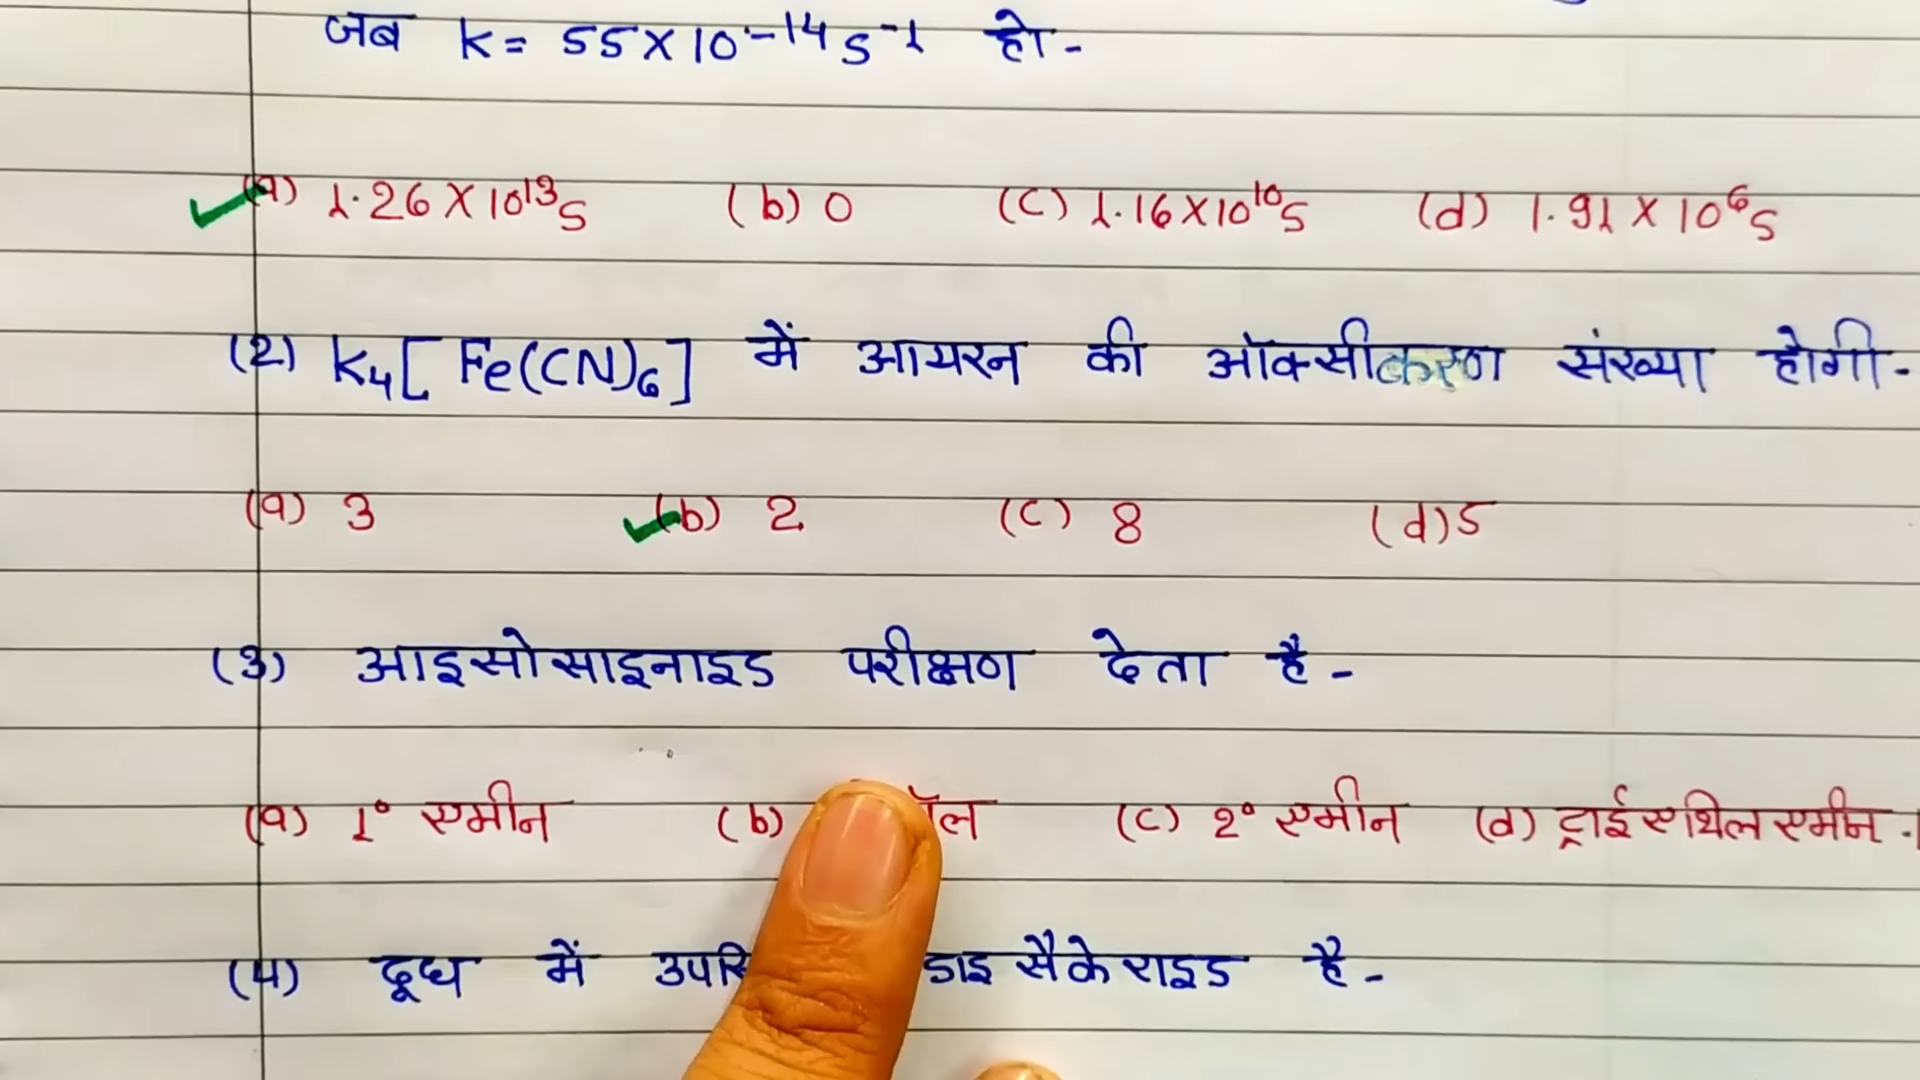 जब k = 55 × 10⁻¹⁴ s⁻¹ हो -
(a) 1.26 × 10¹³ s (b) 0 (c) 1.16 × 10¹⁰ s (d) 1.91 × 10⁶ s
(2) K₄[Fe(CN)₆] में आयरन की ऑक्सीकरण संख्या होगी -
(a) 3 (b) 2 (c) 8 (d) 5
(3) आइसोसाइनाइड परीक्षण देता है -
(a) 1° एमीन (b) (c) 2° एमीन (d) ट्राईएथिलएमीन .
(4) दूध में डाइसैकेराइड है -